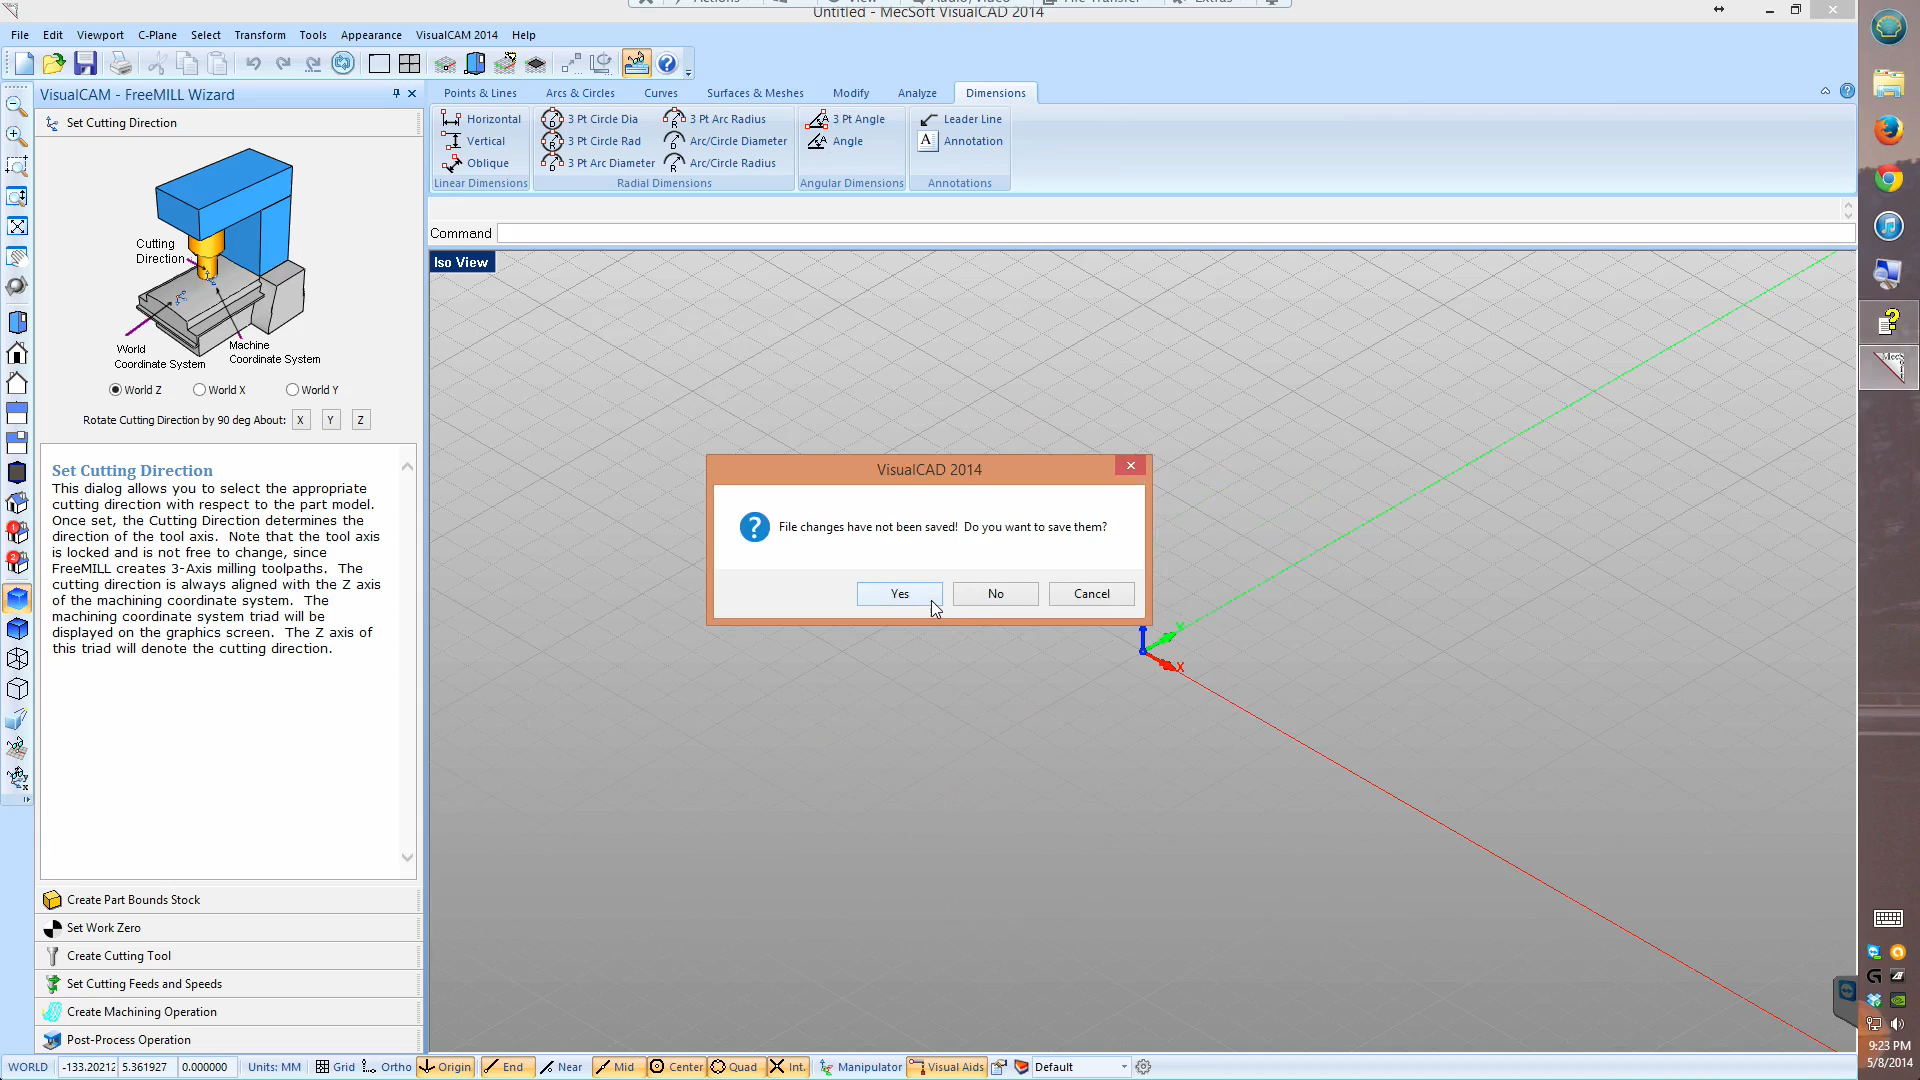 Actions
View
Audio/Video
File Transfer
Extras
Untitled - MecSoft VisualCAD 2014
File Edit Viewport C-Plane Select Transform Tools Appearance VisualCAM 2014 Help
VisualCAM - FreeMILL Wizard
Set Cutting Direction
Cutting
Direction
World
Coordinate System
Machine
Coordinate System
World Z World X World Y
Rotate Cutting Direction by 90 deg About: X Y Z
Set Cutting Direction
This dialog allows you to select the appropriate
cutting direction with respect to the part model.
Once set, the Cutting Direction determines the
direction of the tool axis. Note that the tool axis
is locked and is not free to change, since
FreeMILL creates 3-Axis milling toolpaths. The
cutting direction is always aligned with the Z axis
of the machining coordinate system. The
machining coordinate system triad will be
displayed on the graphics screen. The Z axis of
this triad will denote the cutting direction.
Create Part Bounds Stock
Set Work Zero
Create Cutting Tool
Set Cutting Feeds and Speeds
Create Machining Operation
Post-Process Operation
Points & Lines Arcs & Circles Curves Surfaces & Meshes Modify Analyze Dimensions
Horizontal
Vertical
Oblique
Linear Dimensions
3 Pt Circle Dia 3 Pt Arc Radius
3 Pt Circle Rad Arc/Circle Diameter
3 Pt Arc Diameter Arc/Circle Radius
Radial Dimensions
3 Pt Angle
Angle
Angular Dimensions
Leader Line
Annotation
Annotations
Command
Iso View
VisualCAD 2014
File changes have not been saved! Do you want to save them?
Yes No Cancel
Y
X
WORLD -133.20212 5.361927 0.000000 Units: MM Grid Ortho Origin End Near Mid Center Quad Int. Manipulator Visual Aids Default
9:23 PM
5/8/2014